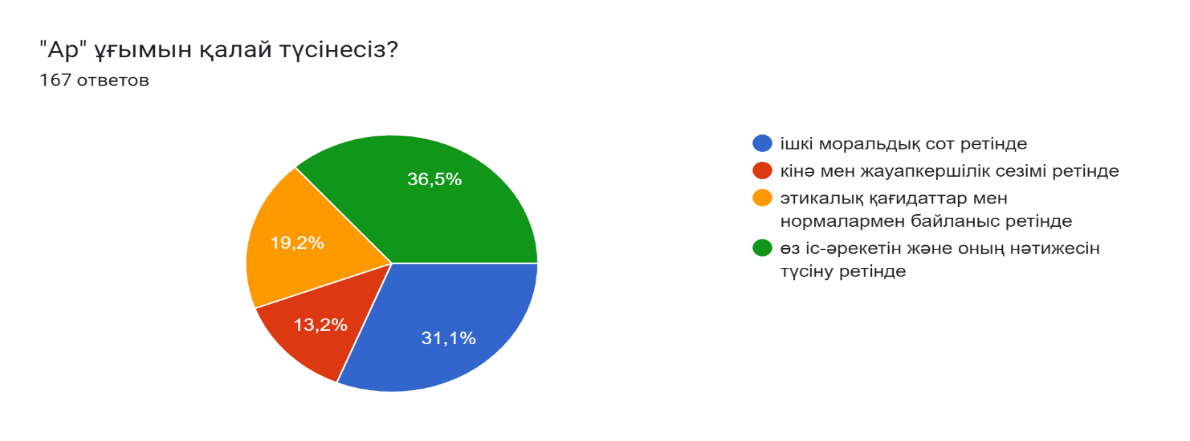 "Ар" ұғымын қалай түсінесіз?
167 ответов
36,5%
19,2%
13,2%
31,1%
ішкі моральдық сот ретінде
кінә мен жауапкершілік сезімі ретінде
этикалық қағидаттар мен
нормалармен байланыс ретінде
өз іс-әрекетін және оның нәтижесін
түсіну ретінде